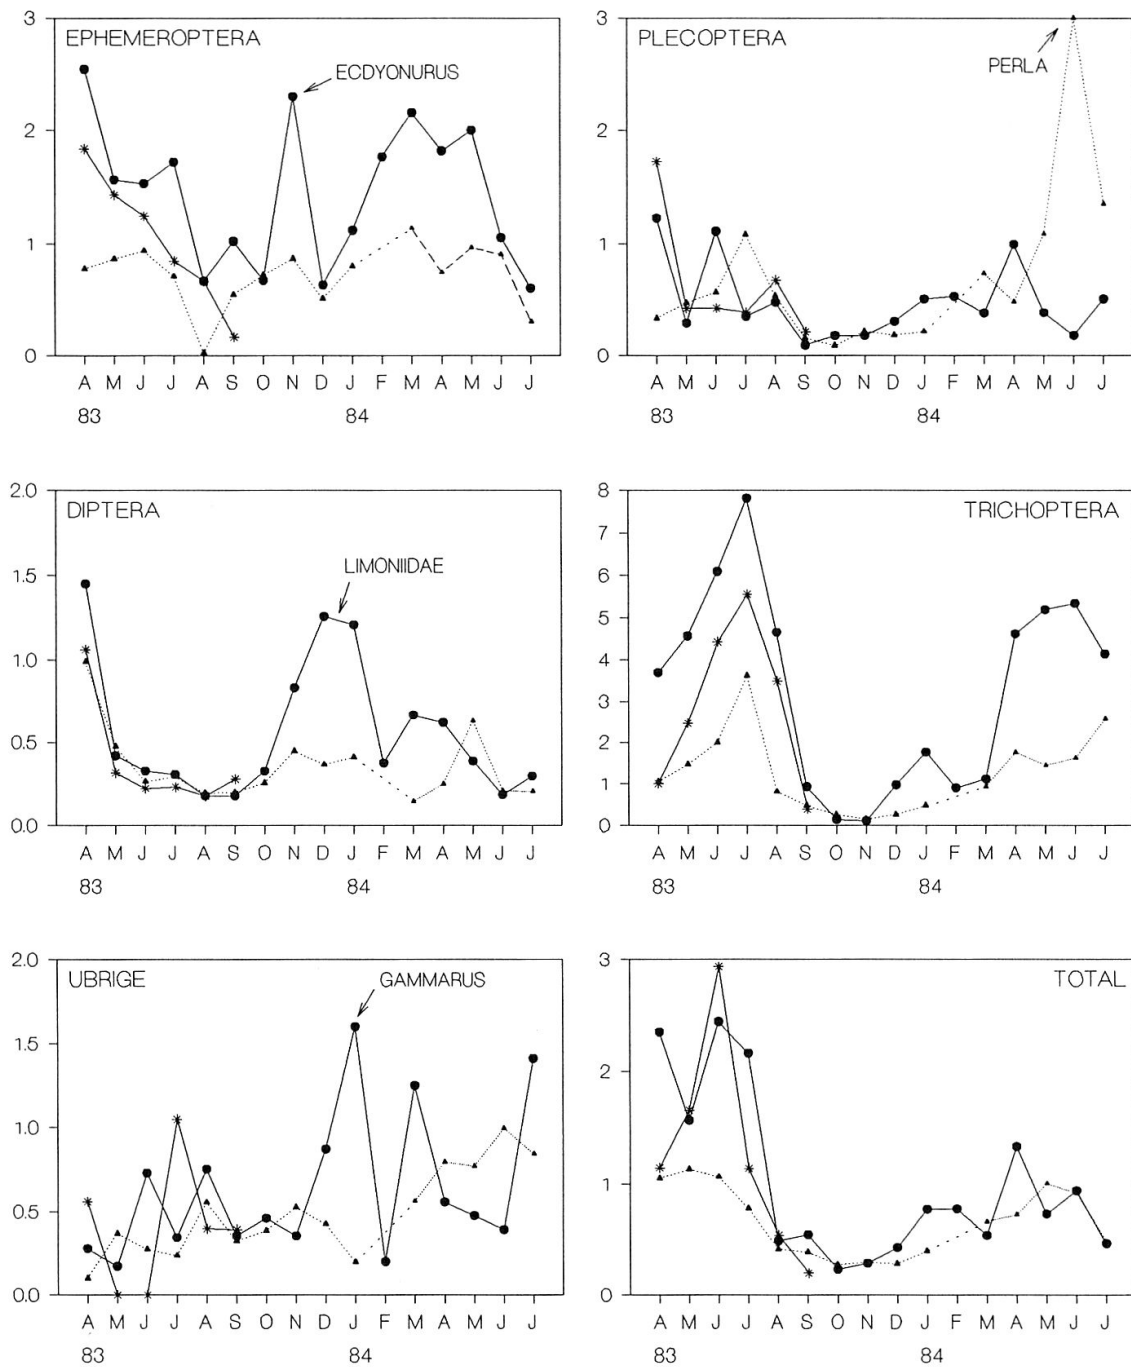 EPHEMEROPTERA
ECDYONURUS
3
2
1
0
A M J J A S O N D J F M A M J J
83 84
PLECOPTERA
PERLA
3
2
1
0
A M J J A S O N D J F M A M J J
83 84
DIPTERA
LIMONIIDAE
2.0
1.5
1.0
0.5
0.0
A M J J A S O N D J F M A M J J
83 84
TRICHOPTERA
8
7
6
5
4
3
2
1
0
A M J J A S O N D J F M A M J J
83 84
UBRIGE
GAMMARUS
2.0
1.5
1.0
0.5
0.0
A M J J A S O N D J F M A M J J
83 84
TOTAL
3
2
1
0
A M J J A S O N D J F M A M J J
83 84